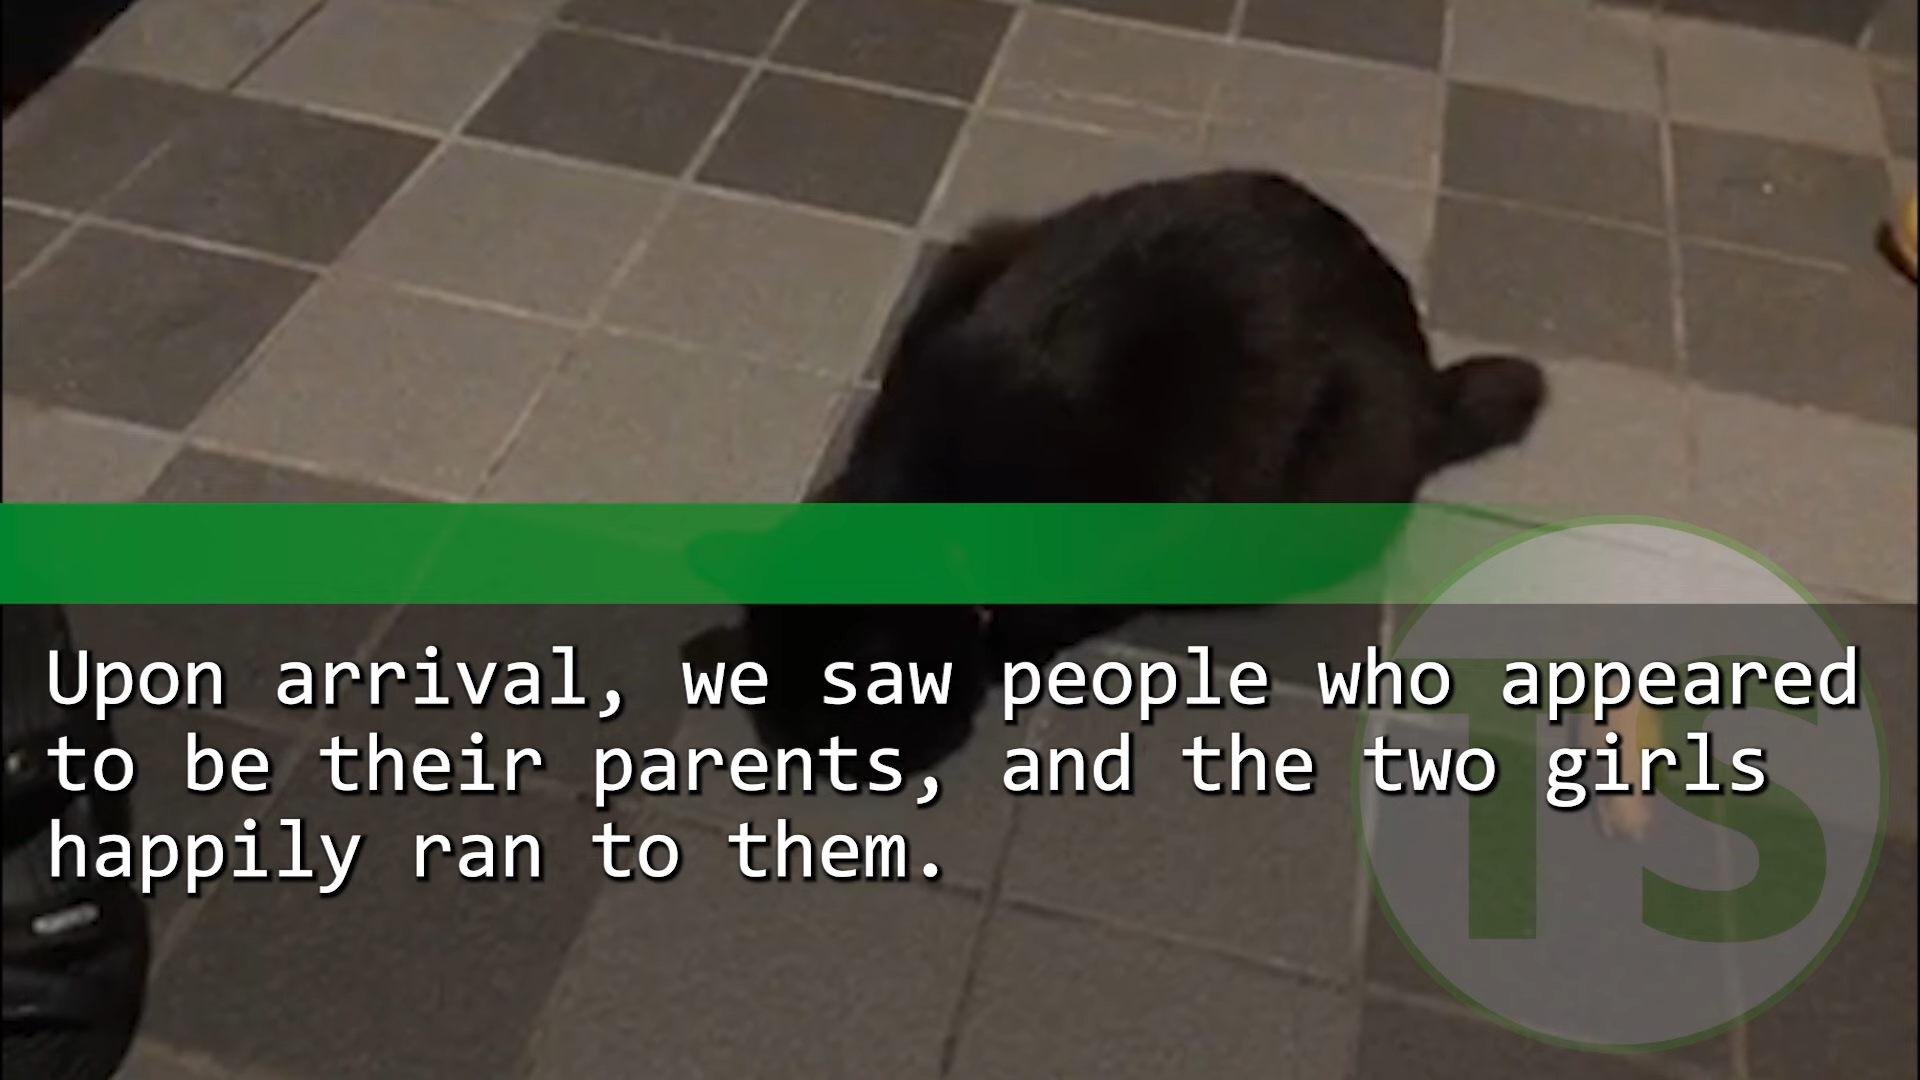 Upon arrival, we saw people who appeared
to be their parents, and the two girls
happily ran to them.
TS